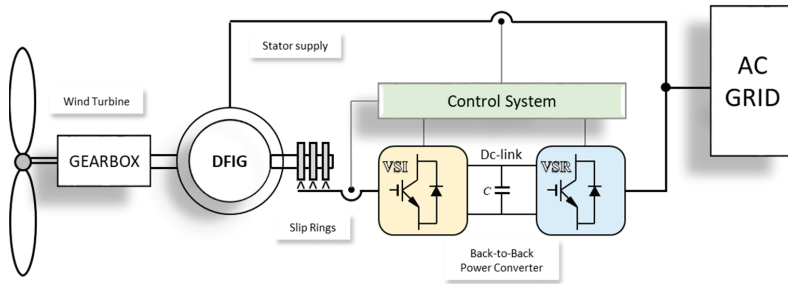 Stator supply
AC
GRID
Wind Turbine
Control System
GEARBOX
DFIG
VSI
Dc-link
VSR
C
Slip Rings
Back-to-Back
Power Converter